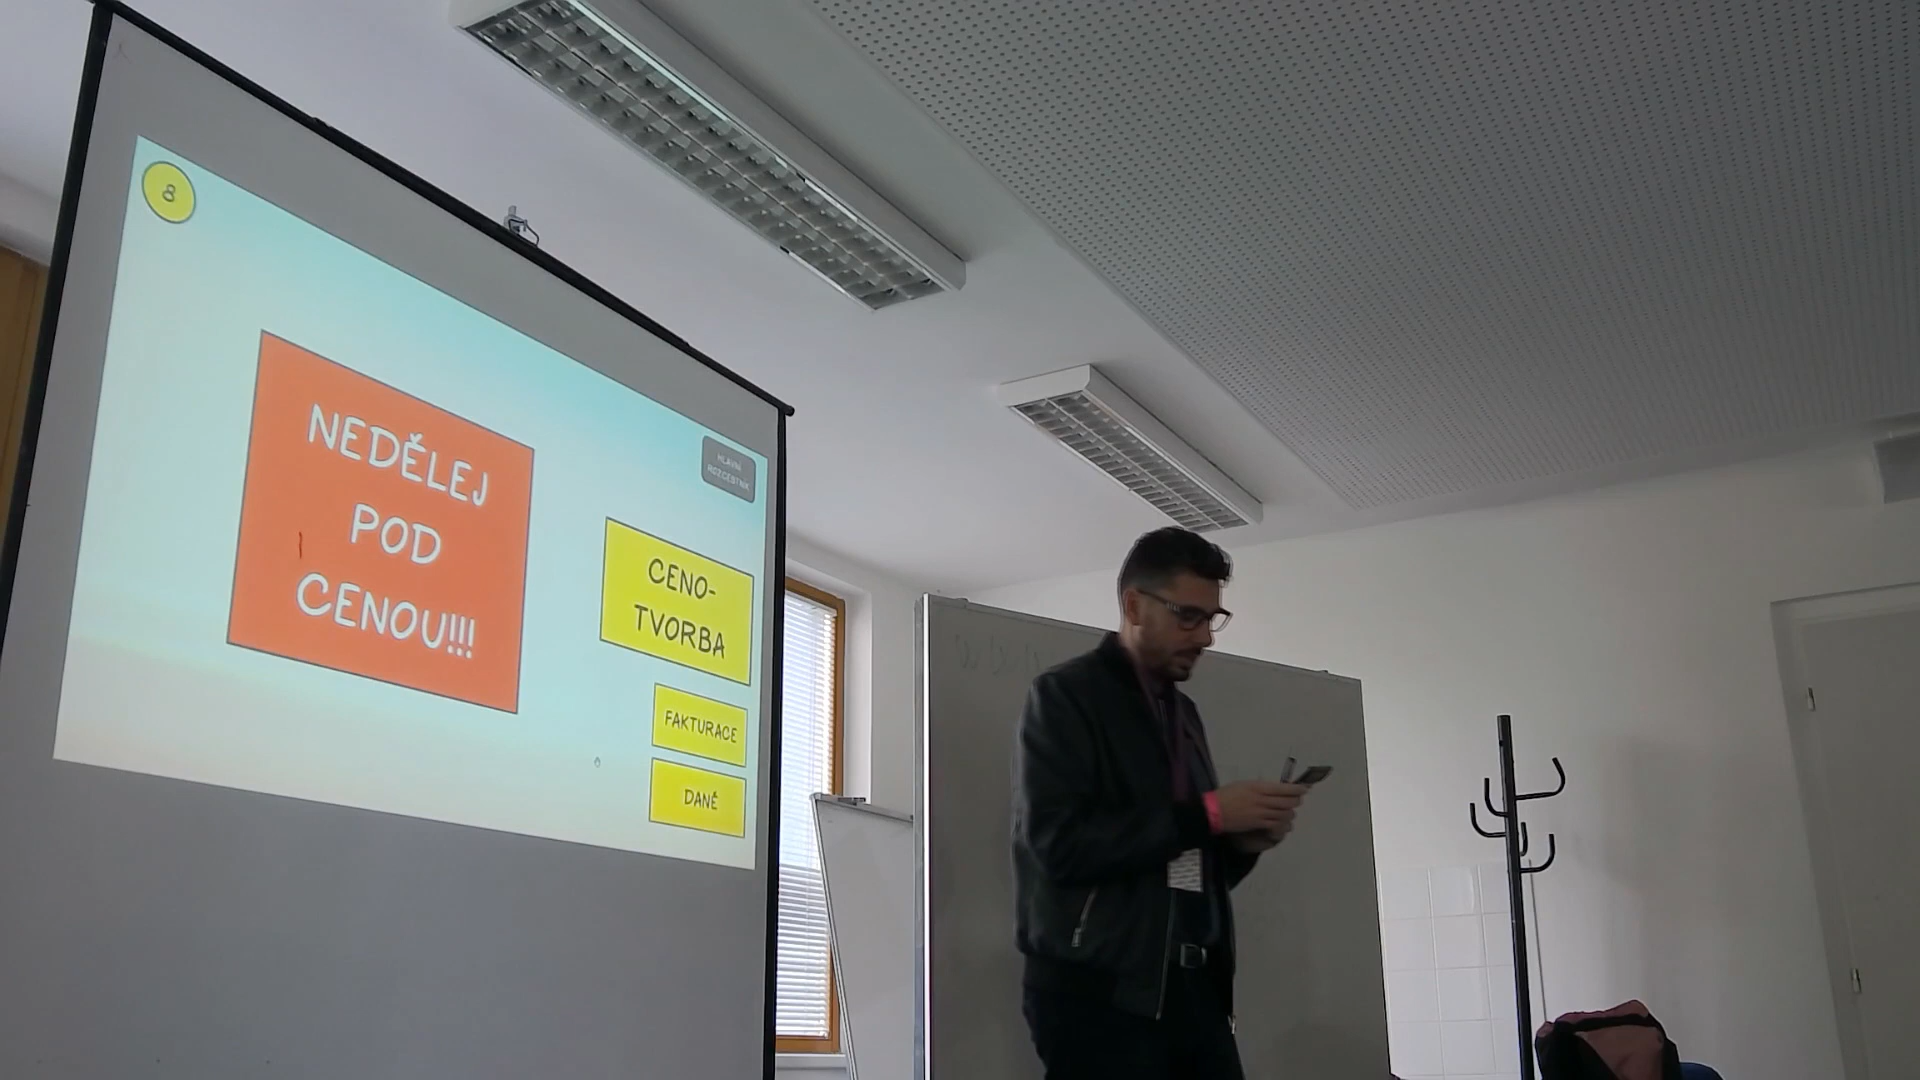 8
HLAVNÍ
ROZCESTNÍK
NEDĚLEJ
POD
CENOU!!!
CENO-
TVORBA
FAKTURACE
DANĚ